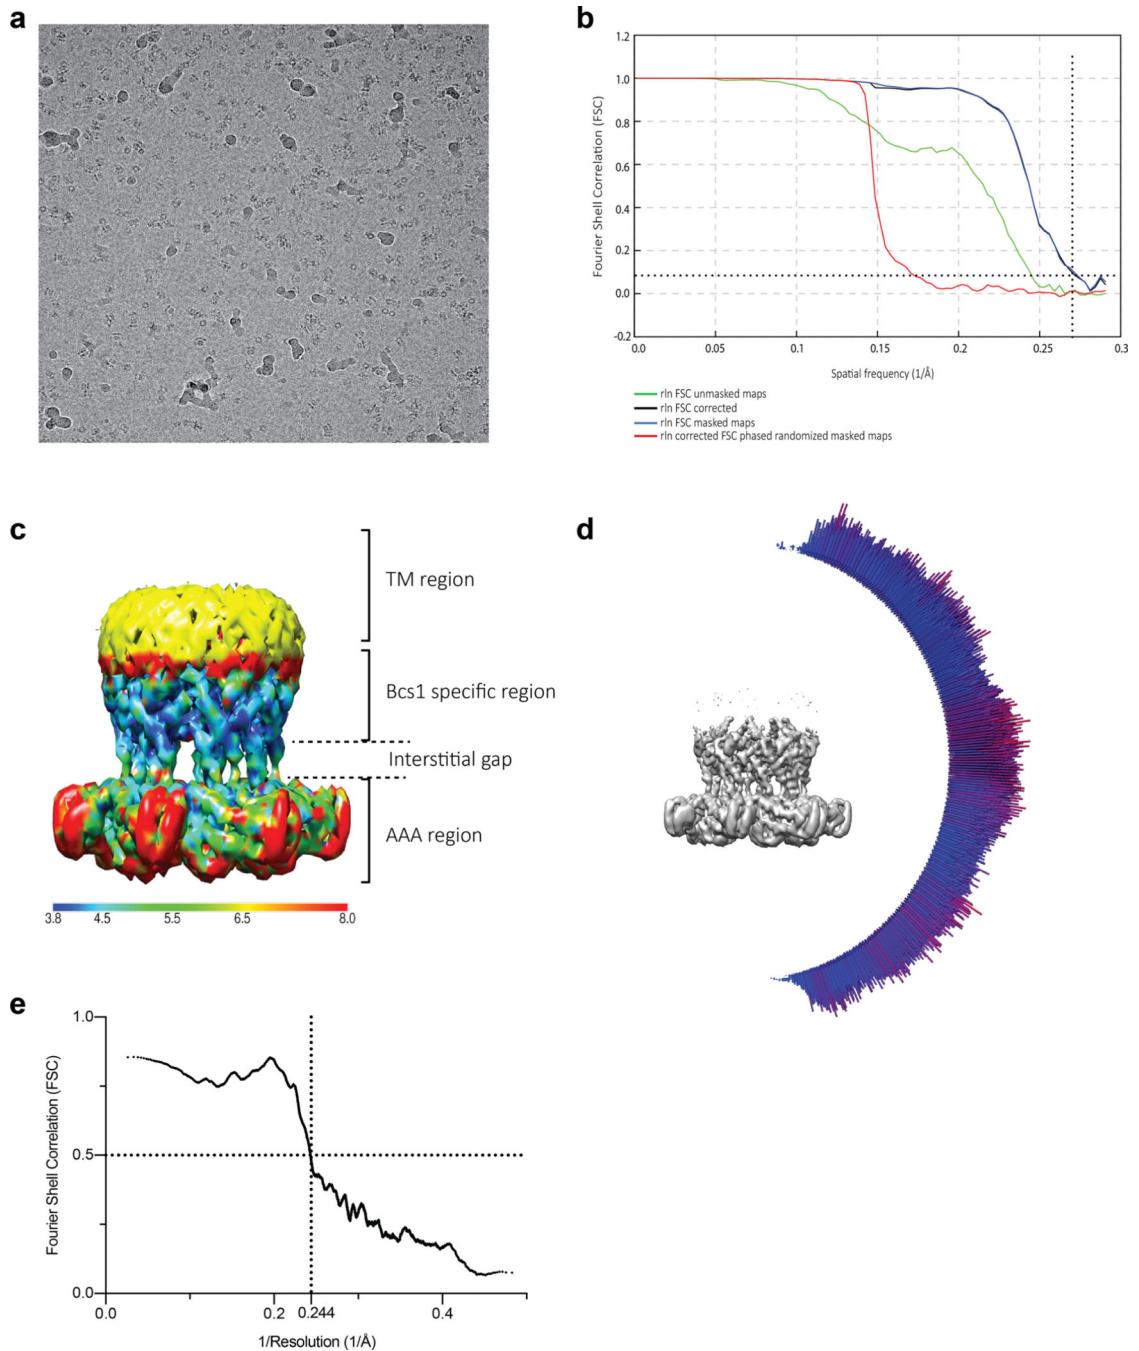 a
b
1.2
1.0
0.8
0.6
0.4
0.2
0.0
-0.2
Fourier Shell Correlation (FSC)
0.0 0.05 0.1 0.15 0.2 0.25 0.3
Spatial frequency (1/Å)
rln FSC unmasked maps
rln FSC corrected
rln FSC masked maps
rln corrected FSC phased randomized masked maps
c
TM region
Bcs1 specific region
Interstitial gap
AAA region
3.8 4.5 5.5 6.5 8.0
d
e
1.0
0.5
0.0
Fourier Shell Correlation (FSC)
0.0 0.2 0.244 0.4
1/Resolution (1/Å)